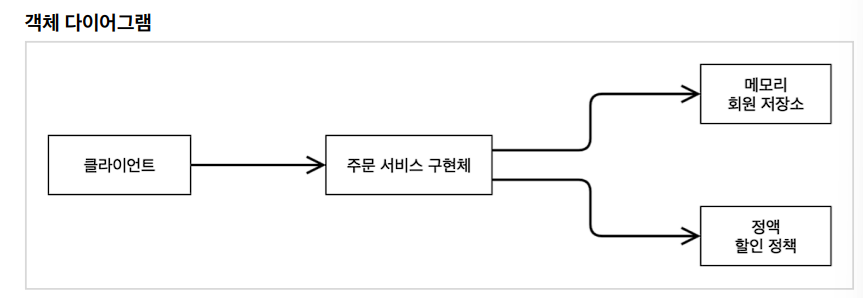 객체 다이어그램
클라이언트
주문 서비스 구현체
메모리
회원 저장소
정액
할인 정책